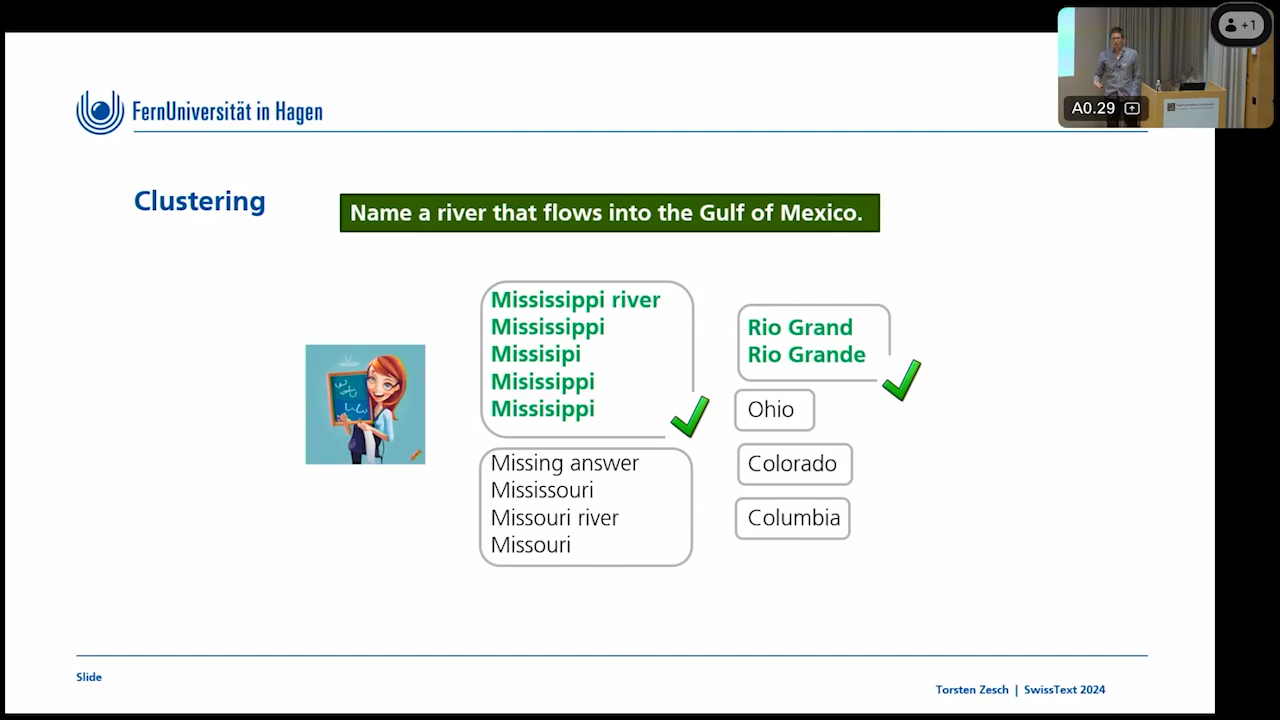 FernUniversität in Hagen
+1
A0.29
Clustering
Name a river that flows into the Gulf of Mexico.
Mississippi river
Mississippi
Missisipi
Misissippi
Missisippi
Missing answer
Mississouri
Missouri river
Missouri
Rio Grand
Rio Grande
Ohio
Colorado
Columbia
Slide
Torsten Zesch | SwissText 2024